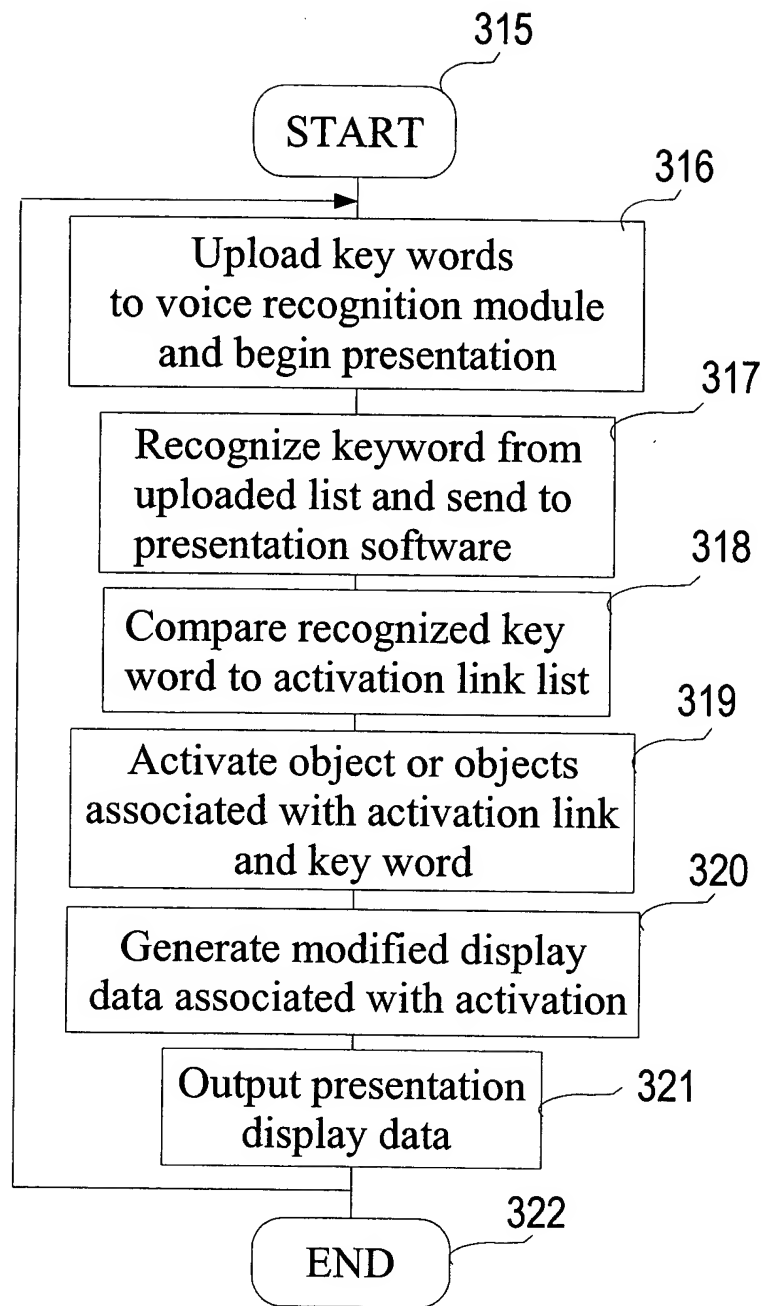 315
START
316
Upload key words
to voice recognition module
and begin presentation
317
Recognize keyword from
uploaded list and send to
presentation software
318
Compare recognized key
word to activation link list
319
Activate object or objects
associated with activation link
and key word
320
Generate modified display
data associated with activation
Output presentation
display data
321
322
END